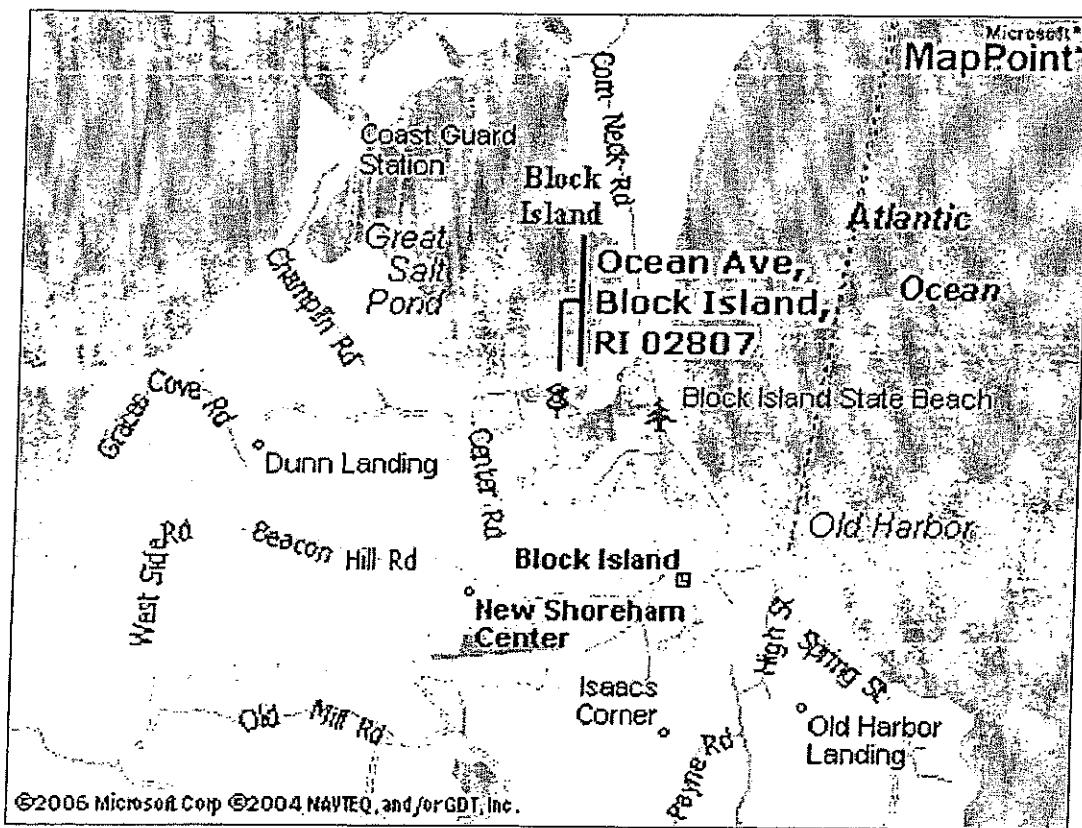 Microsoft®
MapPoint®
Corn Neck Rd
Coast Guard
Station
Block
Island
Great
Salt
Pond
Champlin Rd
Atlantic
Ocean
Ocean Ave,
Block Island,
RI 02807
Graces Cove Rd
Block Island State Beach
Dunn Landing
Center Rd
West Side Rd
Beacon Hill Rd
Old Harbor
Block Island
New Shoreham
Center
High St
Spring St
Isaacs
Corner
Old Mill Rd
Payne Rd
Old Harbor
Landing
©2006 Microsoft Corp ©2004 NAVTEQ, and/or GDT, Inc.